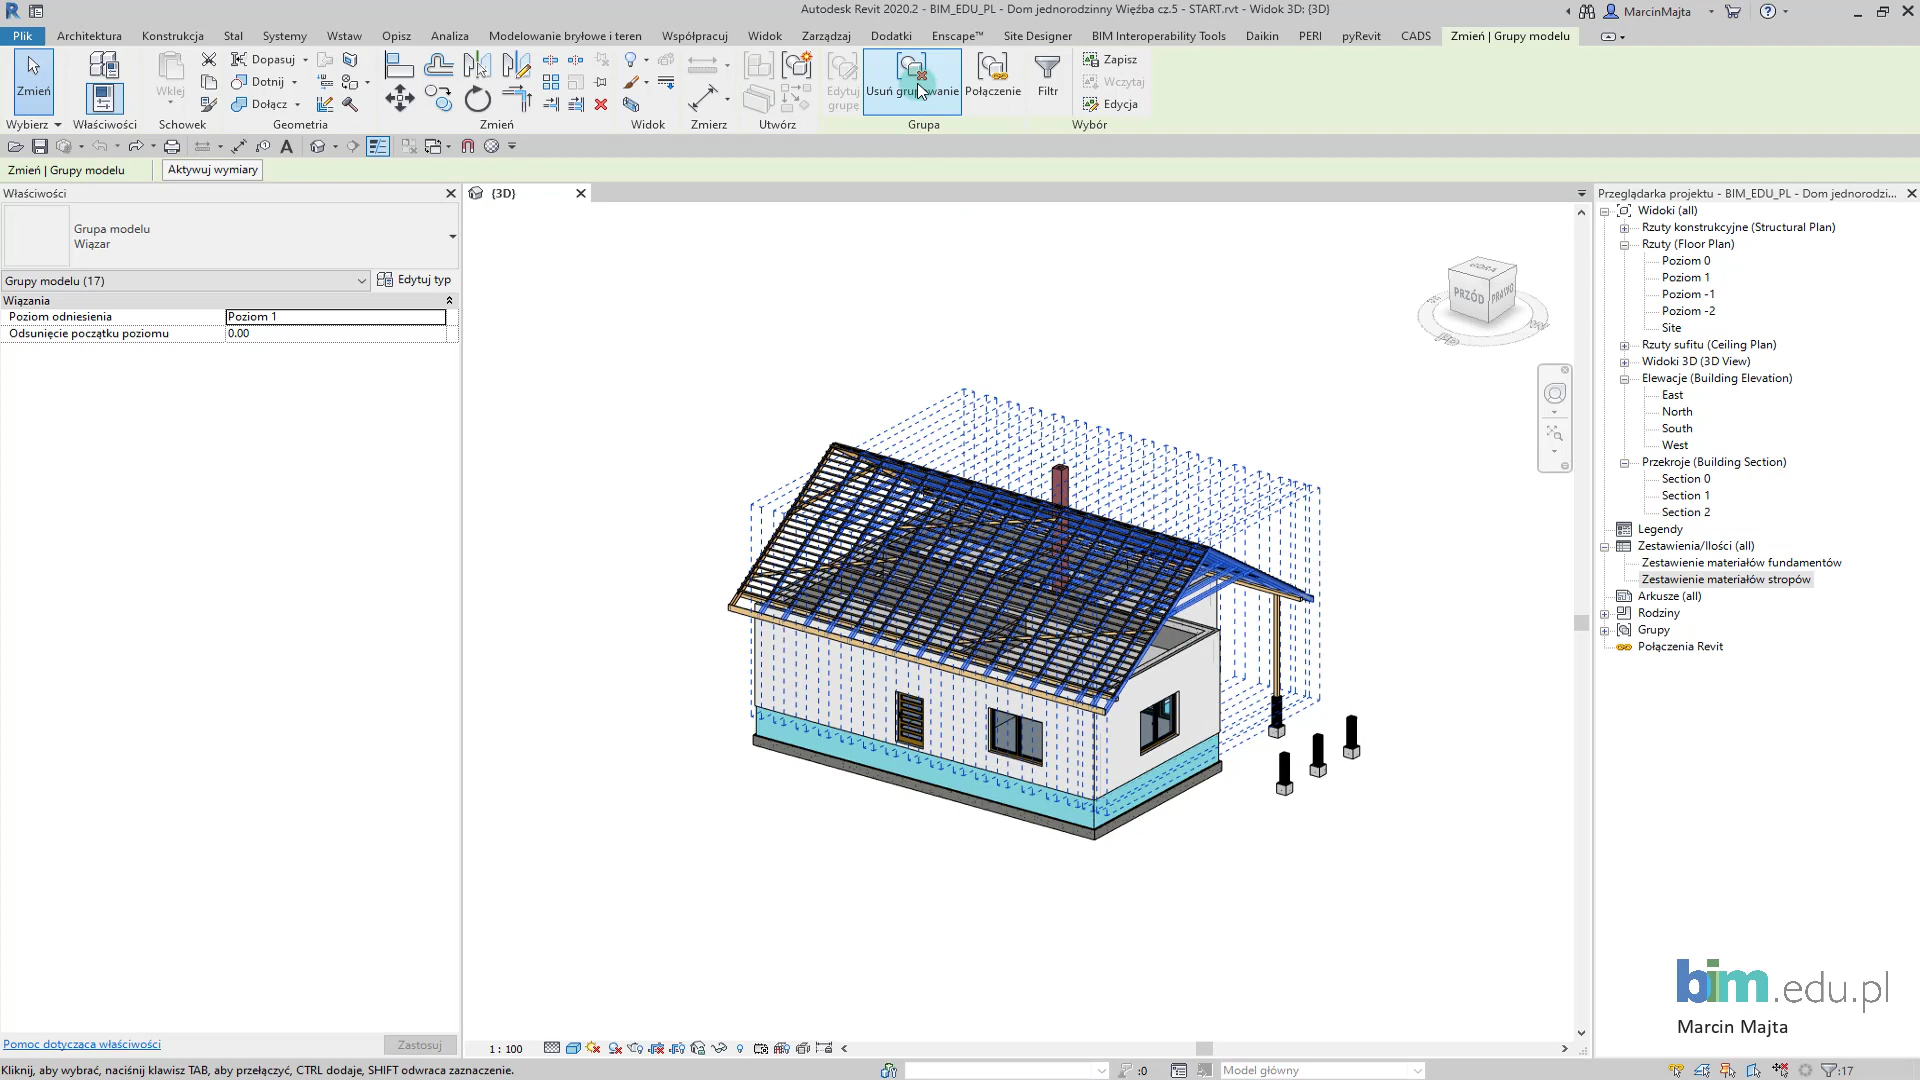 Autodesk Revit 2020.2 - BIM_EDU_PL - Dom jednorodzinny Więźba cz.5 - START.rvt - Widok 3D: {3D}
MarcinMajta
Plik Architektura Konstrukcja Stal Systemy Wstaw Opisz Analiza Modelowanie bryłowe i teren Współpracuj Widok Zarządzaj Dodatki Enscape™ Site Designer BIM Interoperability Tools Daikin PERI pyRevit CADS Zmień | Grupy modelu
Zmień
Wklej
Dopasuj
Dotnij
Dołącz
Edytuj grupę
Usuń grupowanie
Połączenie
Filtr
Zapisz
Wczytaj
Edycja
Wybierz Właściwości Schowek Geometria Zmień Widok Zmierz Utwórz Grupa Wybór
Zmień | Grupy modelu
Aktywuj wymiary
Właściwości
Grupa modelu
Wiązar
Grupy modelu (17)
Edytuj typ
Wiązania
Poziom odniesienia Poziom 1
Odsunięcie początku poziomu 0.00
Pomoc dotycząca właściwości
Zastosuj
{3D}
GÓRA
PRZÓD
PRAWO
Przeglądarka projektu - BIM_EDU_PL - Dom jednorodzi...
Widoki (all)
Rzuty konstrukcyjne (Structural Plan)
Rzuty (Floor Plan)
Poziom 0
Poziom 1
Poziom -1
Poziom -2
Site
Rzuty sufitu (Ceiling Plan)
Widoki 3D (3D View)
Elewacje (Building Elevation)
East
North
South
West
Przekroje (Building Section)
Section 0
Section 1
Section 2
Legendy
Zestawienia/Ilości (all)
Zestawienie materiałów fundamentów
Zestawienie materiałów stropów
Arkusze (all)
Rodziny
Grupy
Połączenia Revit
bim.edu.pl
Marcin Majta
1 : 100
Kliknij, aby wybrać, naciśnij klawisz TAB, aby przełączyć, CTRL dodaje, SHIFT odwraca zaznaczenie.
:0
Model główny
:17